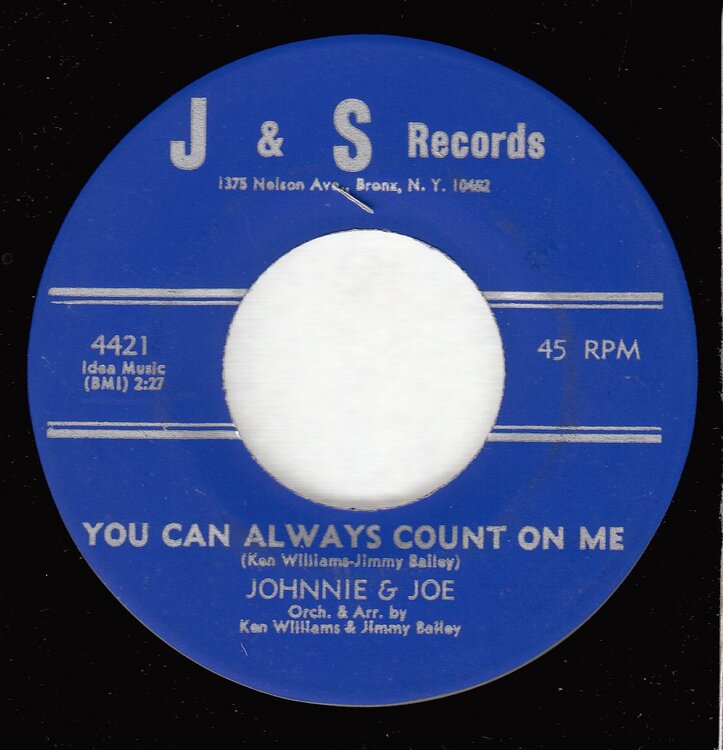 J & S Records
1375 Nelson Ave., Bronx, N. Y. 10452
4421
Idea Music
(BMI) 2:27
45 RPM
YOU CAN ALWAYS COUNT ON ME
(Ken Williams-Jimmy Bailey)
JOHNNIE & JOE
Orch. & Arr. by
Ken Williams & Jimmy Bailey